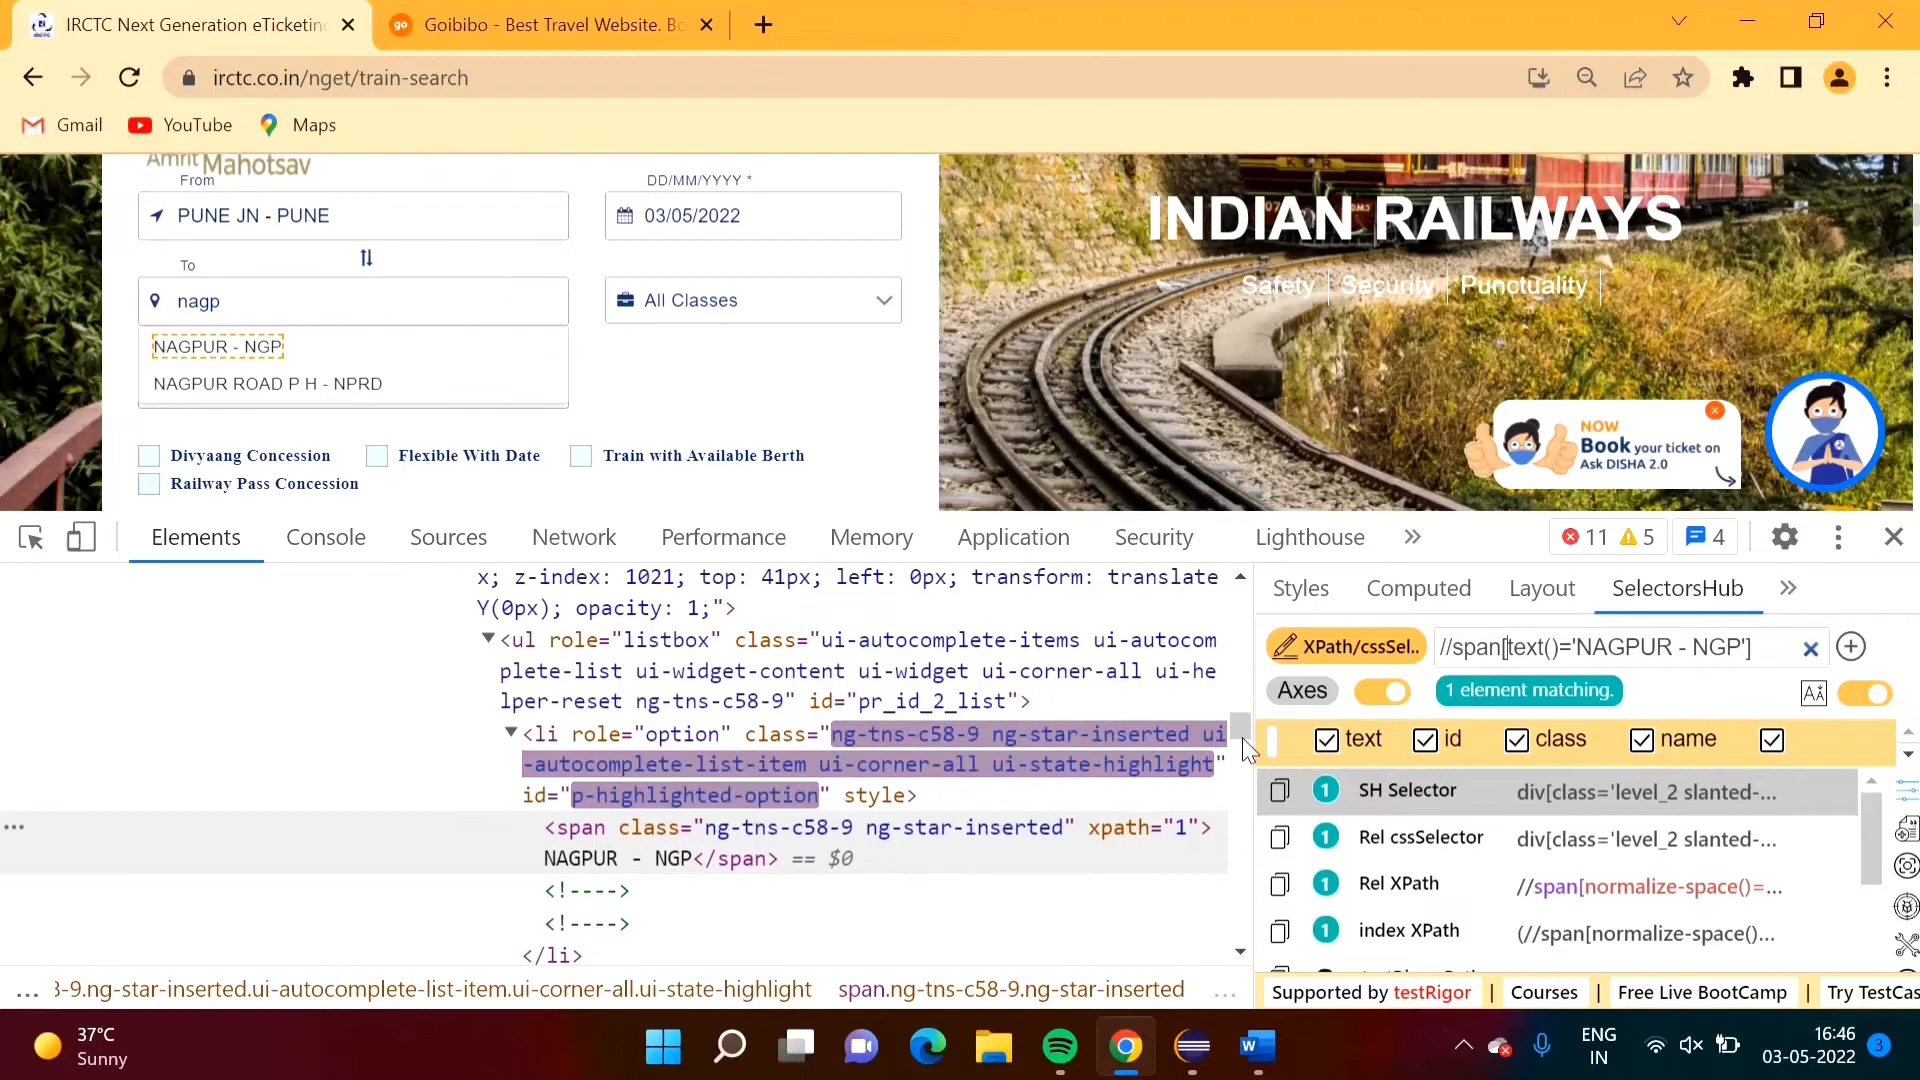 IRCTC Next Generation eTicketing
go Goibibo - Best Travel Website. Bo
irctc.co.in/nget/train-search
Gmail YouTube Maps
Amrit Mahotsav
From
PUNE JN - PUNE
DD/MM/YYYY *
03/05/2022
To
nagp
All Classes
NAGPUR - NGP
NAGPUR ROAD P H - NPRD
Divyaang Concession Flexible With Date Train with Available Berth
Railway Pass Concession
INDIAN RAILWAYS
Safety Security Punctuality
NOW
Book your ticket on
Ask DISHA 2.0
Elements Console Sources Network Performance Memory Application Security Lighthouse 11 5 4
x; z-index: 1021; top: 41px; left: 0px; transform: translate
Y(0px); opacity: 1;">
<ul role="listbox" class="ui-autocomplete-items ui-autocom
plete-list ui-widget-content ui-widget ui-corner-all ui-he
lper-reset ng-tns-c58-9" id="pr_id_2_list">
<li role="option" class="ng-tns-c58-9 ng-star-inserted ui
-autocomplete-list-item ui-corner-all ui-state-highlight"
id="p-highlighted-option" style>
<span class="ng-tns-c58-9 ng-star-inserted" xpath="1">
NAGPUR - NGP</span> == $0
<!---->
<!---->
</li>
... 3-9.ng-star-inserted.ui-autocomplete-list-item.ui-corner-all.ui-state-highlight span.ng-tns-c58-9.ng-star-inserted ...
Styles Computed Layout SelectorsHub
XPath/cssSel.. //span[text()='NAGPUR - NGP']
Axes 1 element matching.
text id class name
1 SH Selector div[class='level_2 slanted-...
1 Rel cssSelector div[class='level_2 slanted-...
1 Rel XPath //span[normalize-space()=...
1 index XPath (//span[normalize-space()...
Supported by testRigor | Courses | Free Live BootCamp | Try TestCas
37°C
Sunny
ENG
IN
16:46
03-05-2022
3